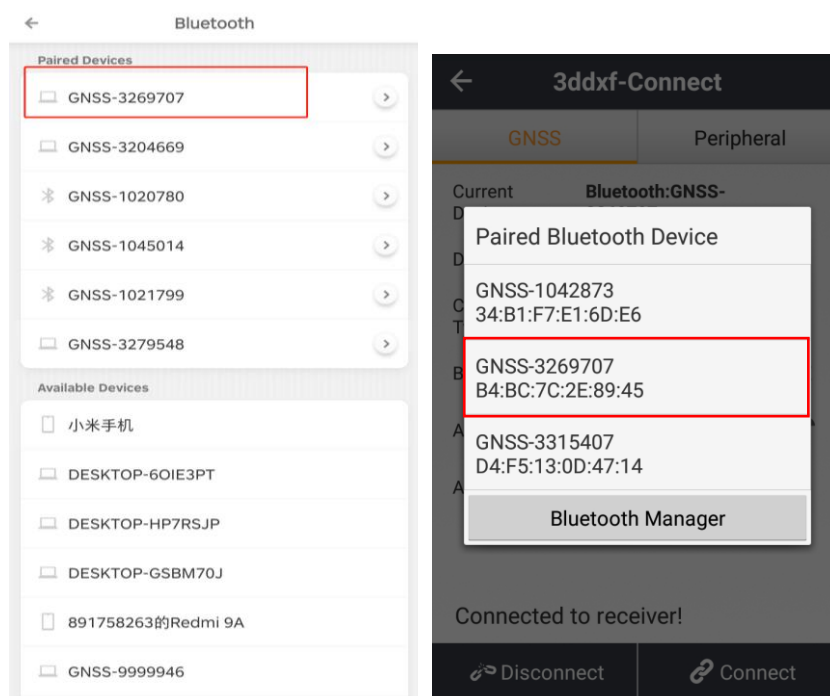 Bluetooth
Paired Devices
GNSS-3269707
GNSS-3204669
GNSS-1020780
GNSS-1045014
GNSS-1021799
GNSS-3279548
Available Devices
小米手机
DESKTOP-6OIE3PT
DESKTOP-HP7RSJP
DESKTOP-GSBM70J
891758263的Redmi 9A
GNSS-9999946
3ddxf-Connect
GNSS Peripheral
Current Bluetooth:GNSS-
Paired Bluetooth Device
GNSS-1042873
34:B1:F7:E1:6D:E6
GNSS-3269707
B4:BC:7C:2E:89:45
GNSS-3315407
D4:F5:13:0D:47:14
Bluetooth Manager
Connected to receiver!
Disconnect Connect